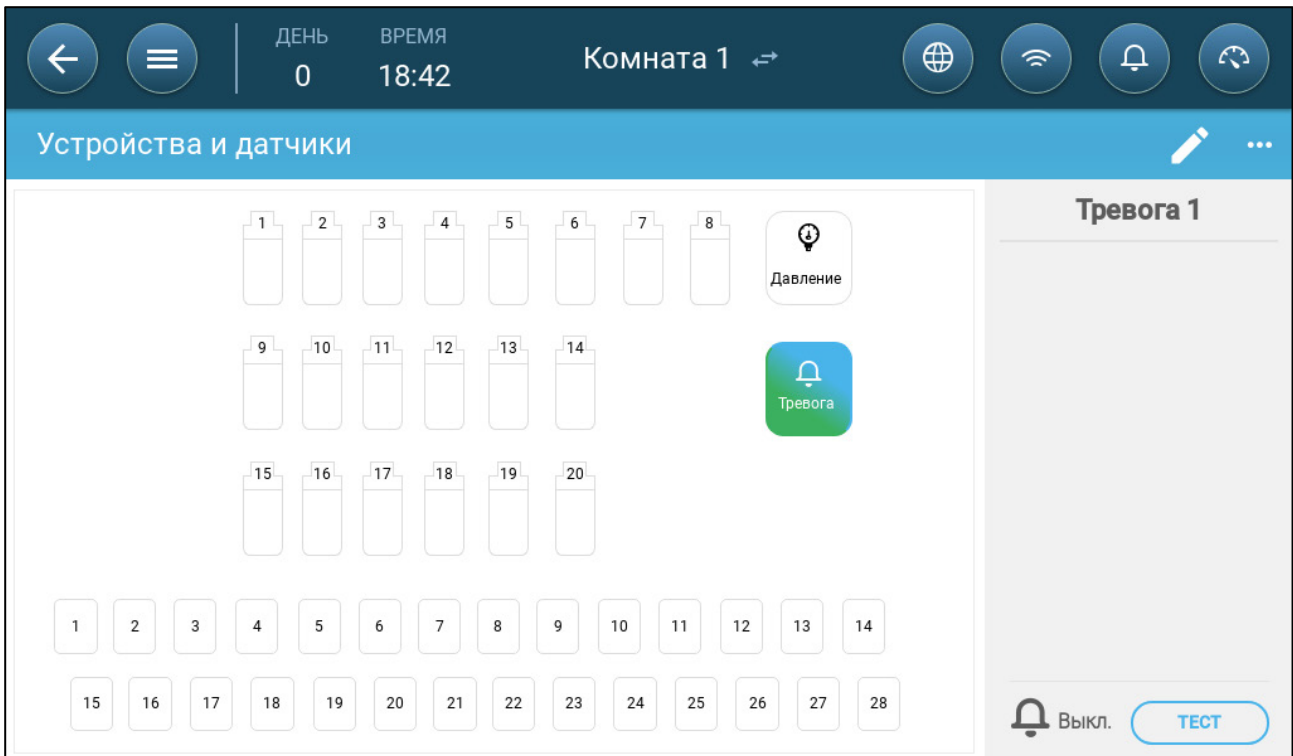 ДЕНЬ ВРЕМЯ
0 18:42 Комната 1
Устройства и датчики
Тревога 1
1 2 3 4 5 6 7 8
Давление
9 10 11 12 13 14
Тревога
15 16 17 18 19 20
1 2 3 4 5 6 7 8 9 10 11 12 13 14
15 16 17 18 19 20 21 22 23 24 25 26 27 28
Выкл. ТЕСТ